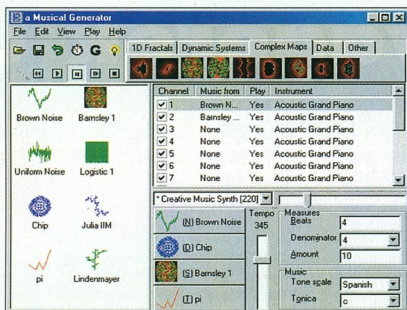 a Musical Generator
File Edit View Play Help
1D Fractals Dynamic Systems Complex Maps Data Other
G
Channel Music from Play Instrument
1 Brown N... Yes Acoustic Grand Piano
2 Barnsley ... Yes Acoustic Grand Piano
3 None Yes Acoustic Grand Piano
4 None Yes Acoustic Grand Piano
5 None Yes Acoustic Grand Piano
6 None Yes Acoustic Grand Piano
7 None Yes Acoustic Grand Piano
Brown Noise Barnsley 1
Uniform Noise Logistic 1
Chip Julia IIM
pi Lindenmayer
* Creative Music Synth [220]
(N) Brown Noise
(D) Chip
(S) Barnsley 1
(T) pi
Tempo
345
Measures
Beats 4
Denominator 4
Amount 10
Music
Tone scale Spanish
Tonica c